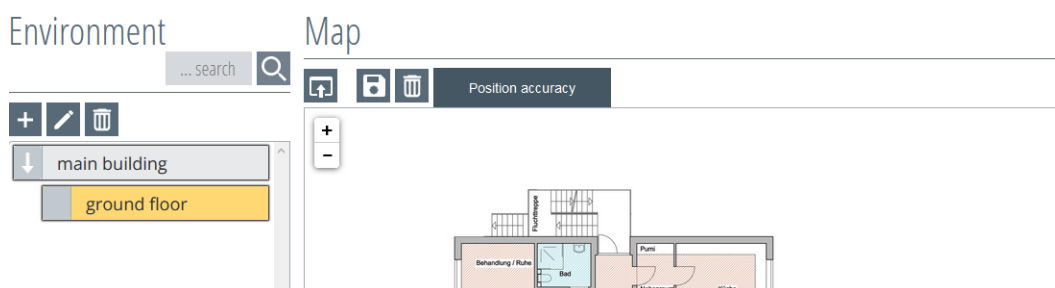 Environment
... search
main building
ground floor
Map
Position accuracy
+
−
Fluchttreppe
Behandlung / Ruhe
Bad
Pumi